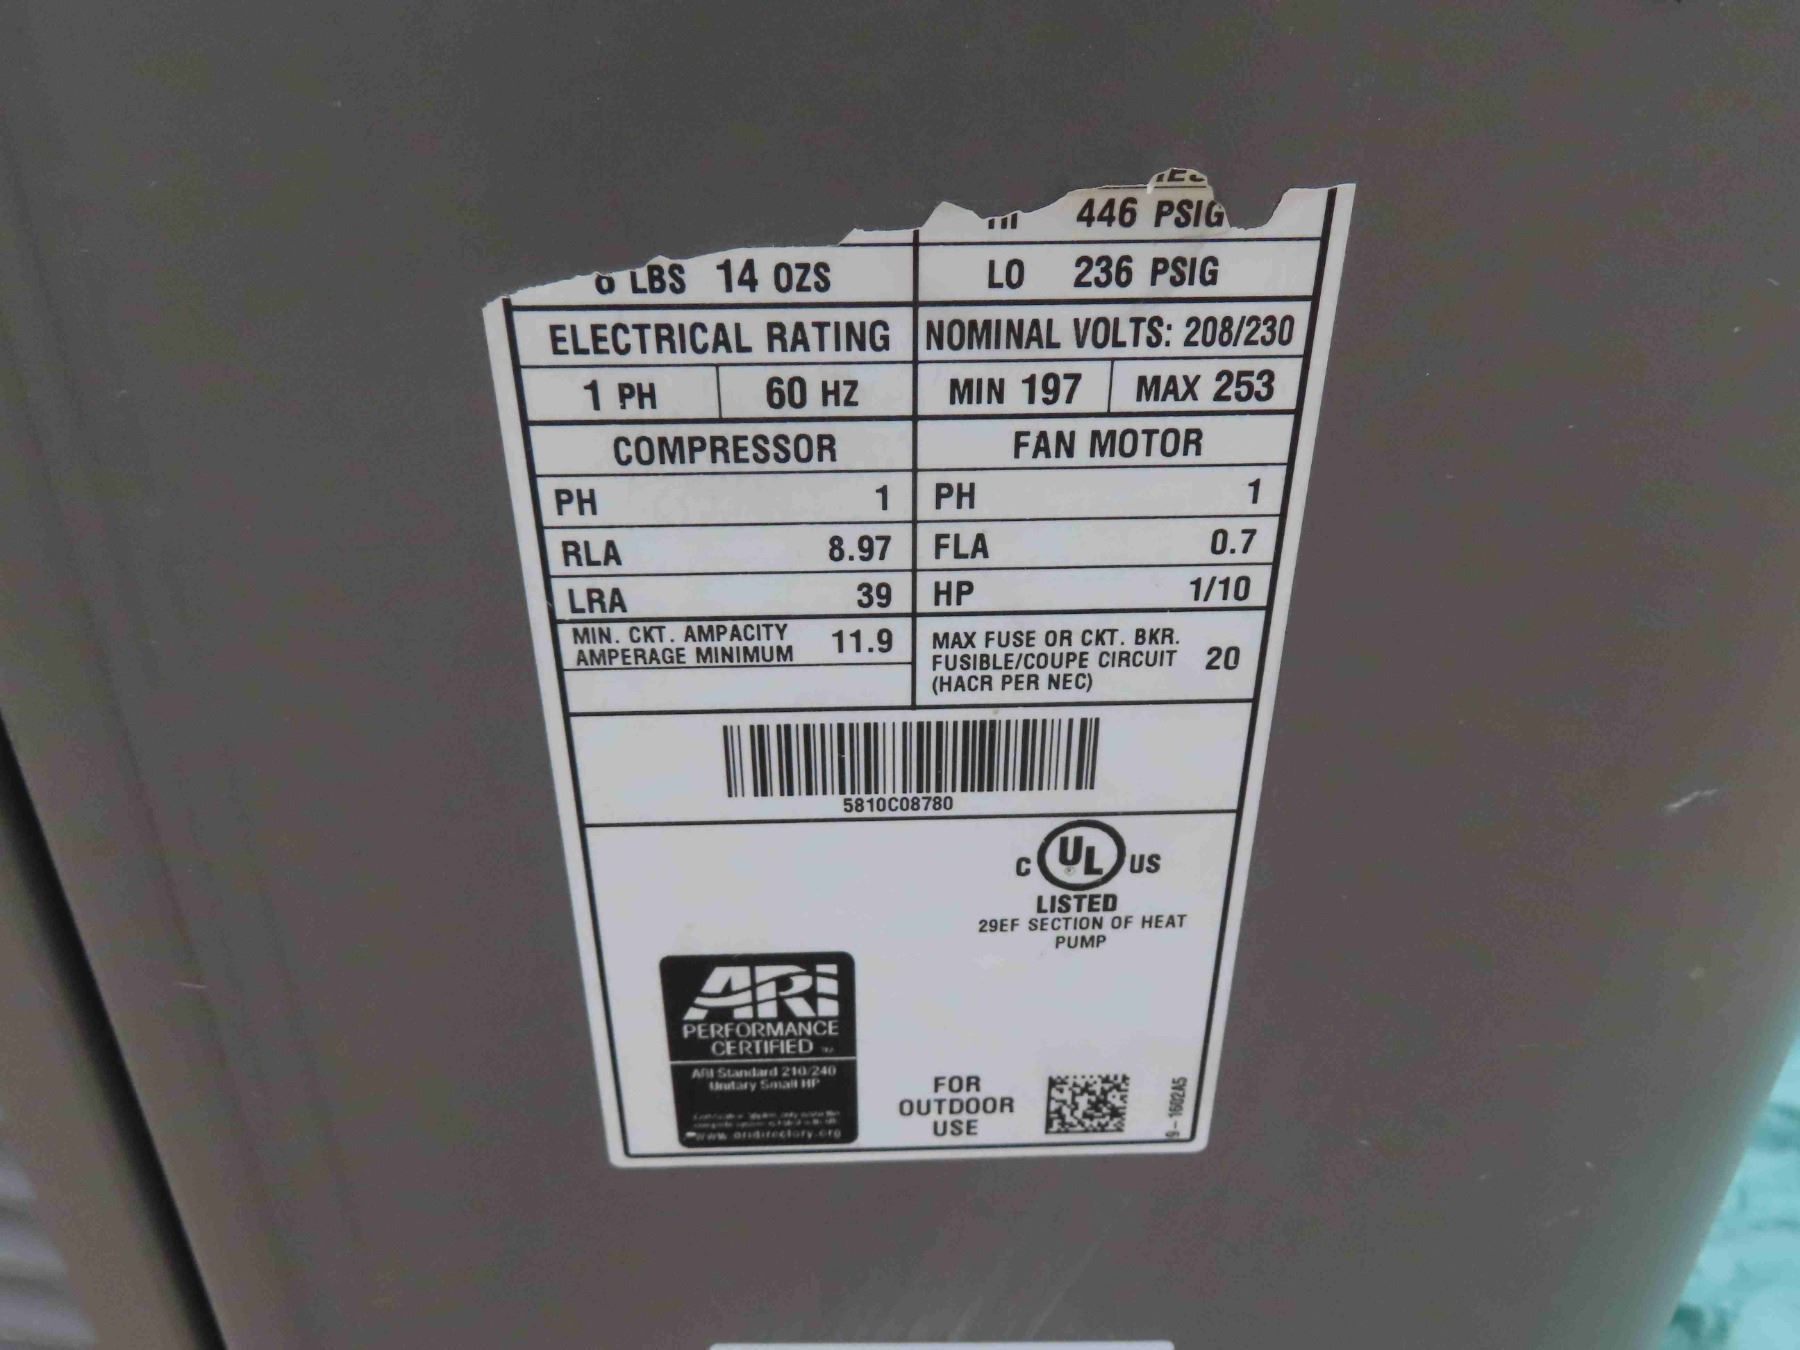 446 PSIG
LBS 14 OZS
LO 236 PSIG
ELECTRICAL RATING
NOMINAL VOLTS: 208/230
1 PH
60 HZ
MIN 197
MAX 253
COMPRESSOR
FAN MOTOR
PH 1
PH 1
RLA 8.97
FLA 0.7
LRA 39
HP 1/10
MIN. CKT. AMPACITY
AMPERAGE MINIMUM
11.9
MAX FUSE OR CKT. BKR.
FUSIBLE/COUPE CIRCUIT
(HACR PER NEC)
20
5810C08780
C UL US
®
LISTED
29EF SECTION OF HEAT
PUMP
ARI
PERFORMANCE
CERTIFIED ™
ARI Standard 210/240
Unitary Small HP
www.aridirectory.org
FOR
OUTDOOR
USE